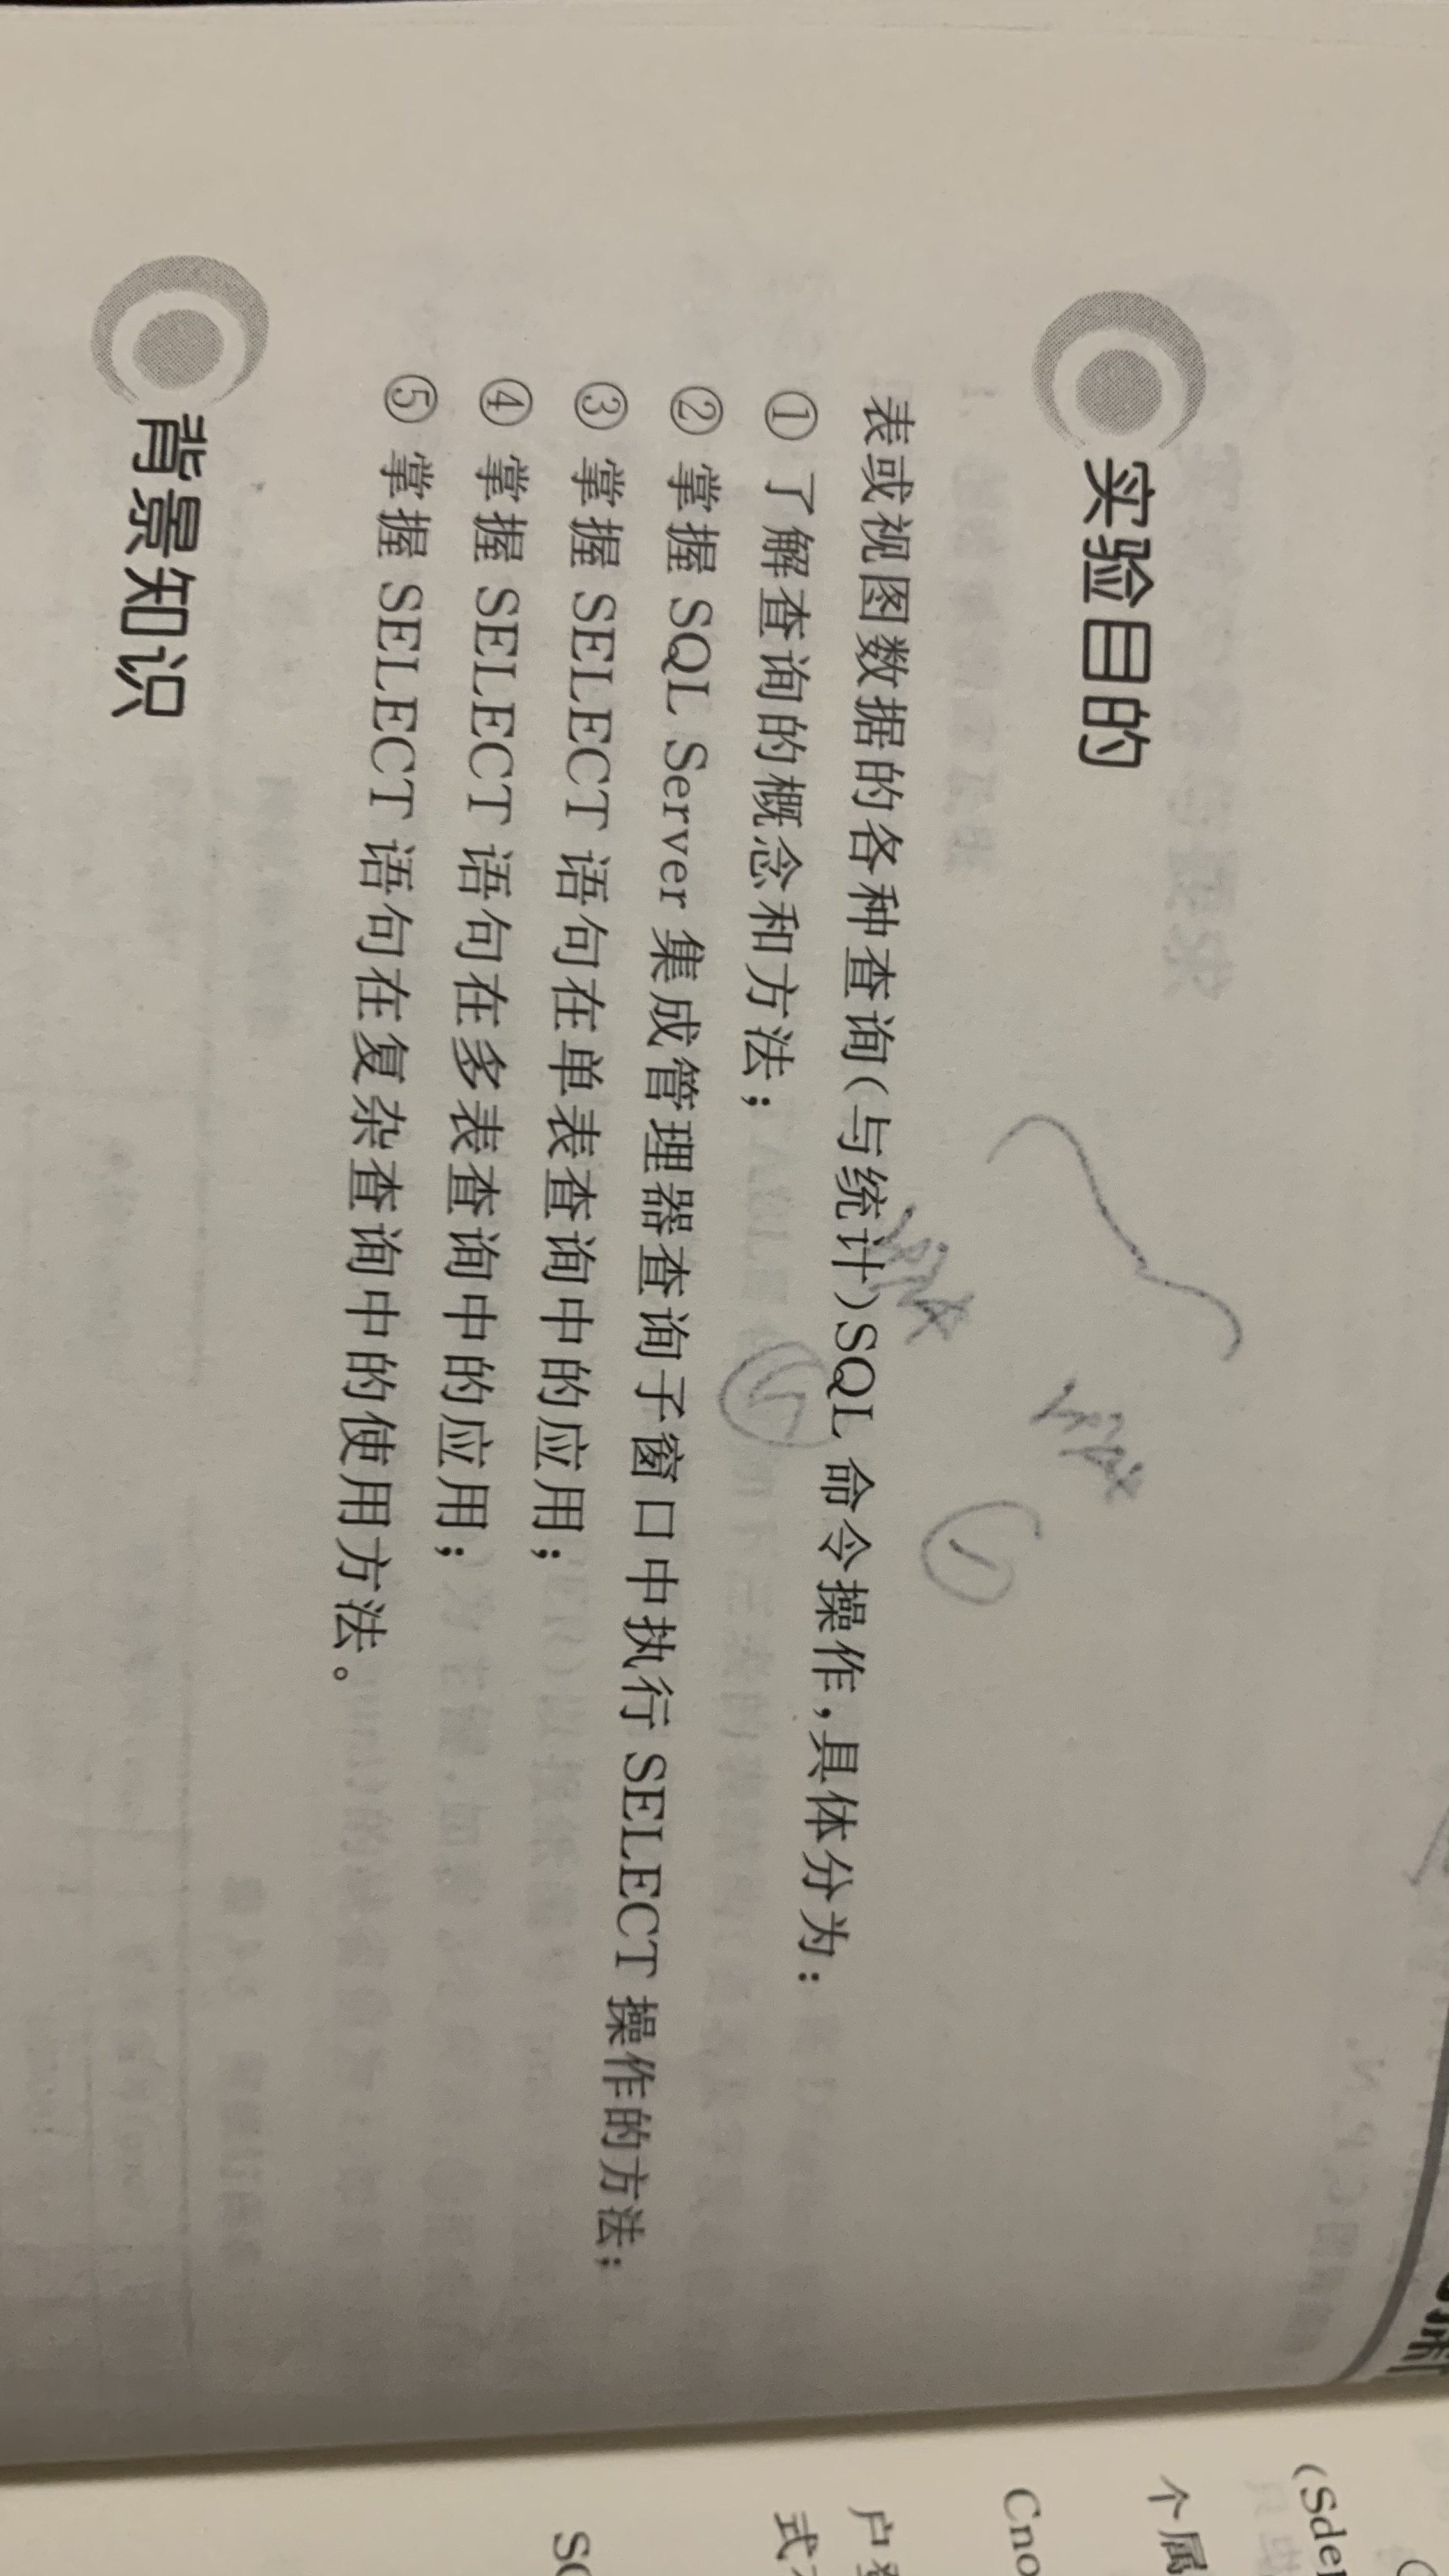 实验目的
表或视图数据的各种查询(与统计)SQL 命令操作,具体分为:
① 了解查询的概念和方法;
② 掌握 SQL Server 集成管理器查询子窗口中执行 SELECT 操作的方法;
③ 掌握 SELECT 语句在单表查询中的应用;
④ 掌握 SELECT 语句在多表查询中的应用;
⑤ 掌握 SELECT 语句在复杂查询中的使用方法。
背景知识
(Sdep
个属
Cno
户登
式